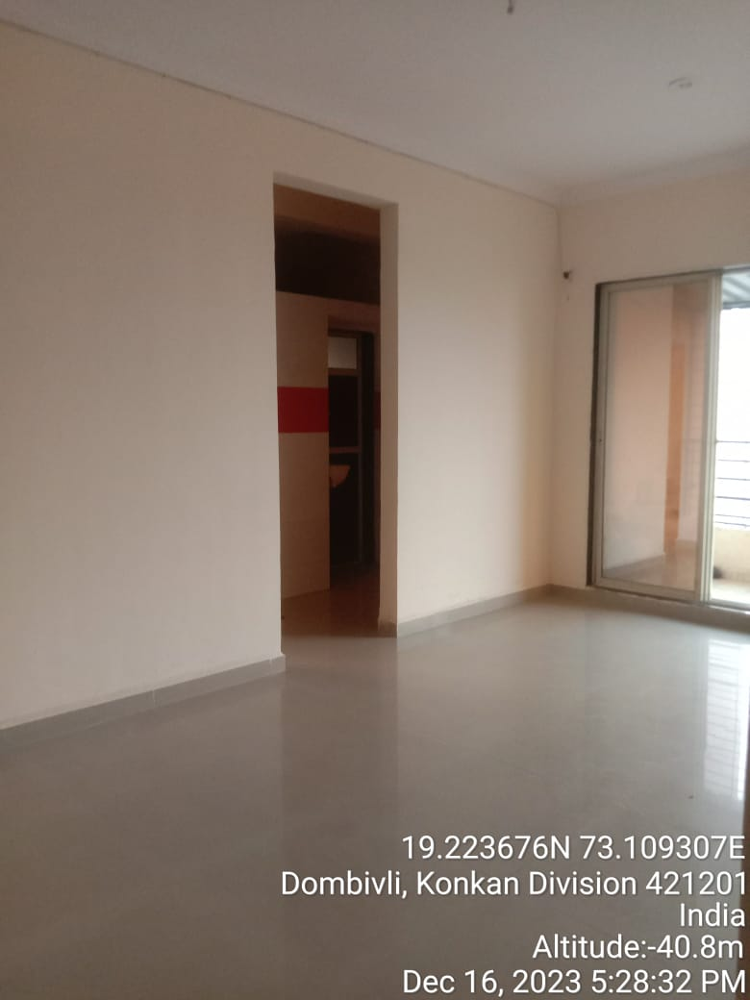 19.223676N 73.109307E
Dombivli, Konkan Division 421201
India
Altitude:-40.8m
Dec 16, 2023 5:28:32 PM